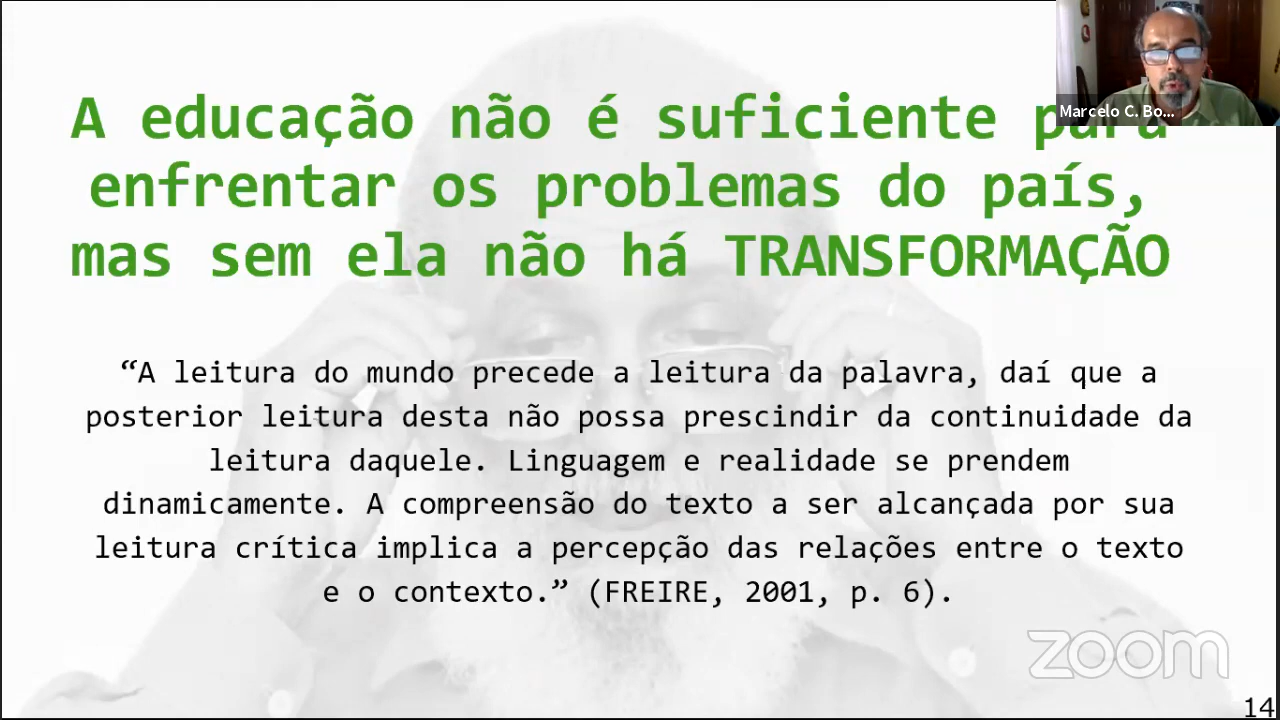 A educação não é suficiente para
enfrentar os problemas do país,
mas sem ela não há TRANSFORMAÇÃO
Marcelo C. Bo...
“A leitura do mundo precede a leitura da palavra, daí que a
posterior leitura desta não possa prescindir da continuidade da
leitura daquele. Linguagem e realidade se prendem
dinamicamente. A compreensão do texto a ser alcançada por sua
leitura crítica implica a percepção das relações entre o texto
e o contexto.” (FREIRE, 2001, p. 6).
zoom
14